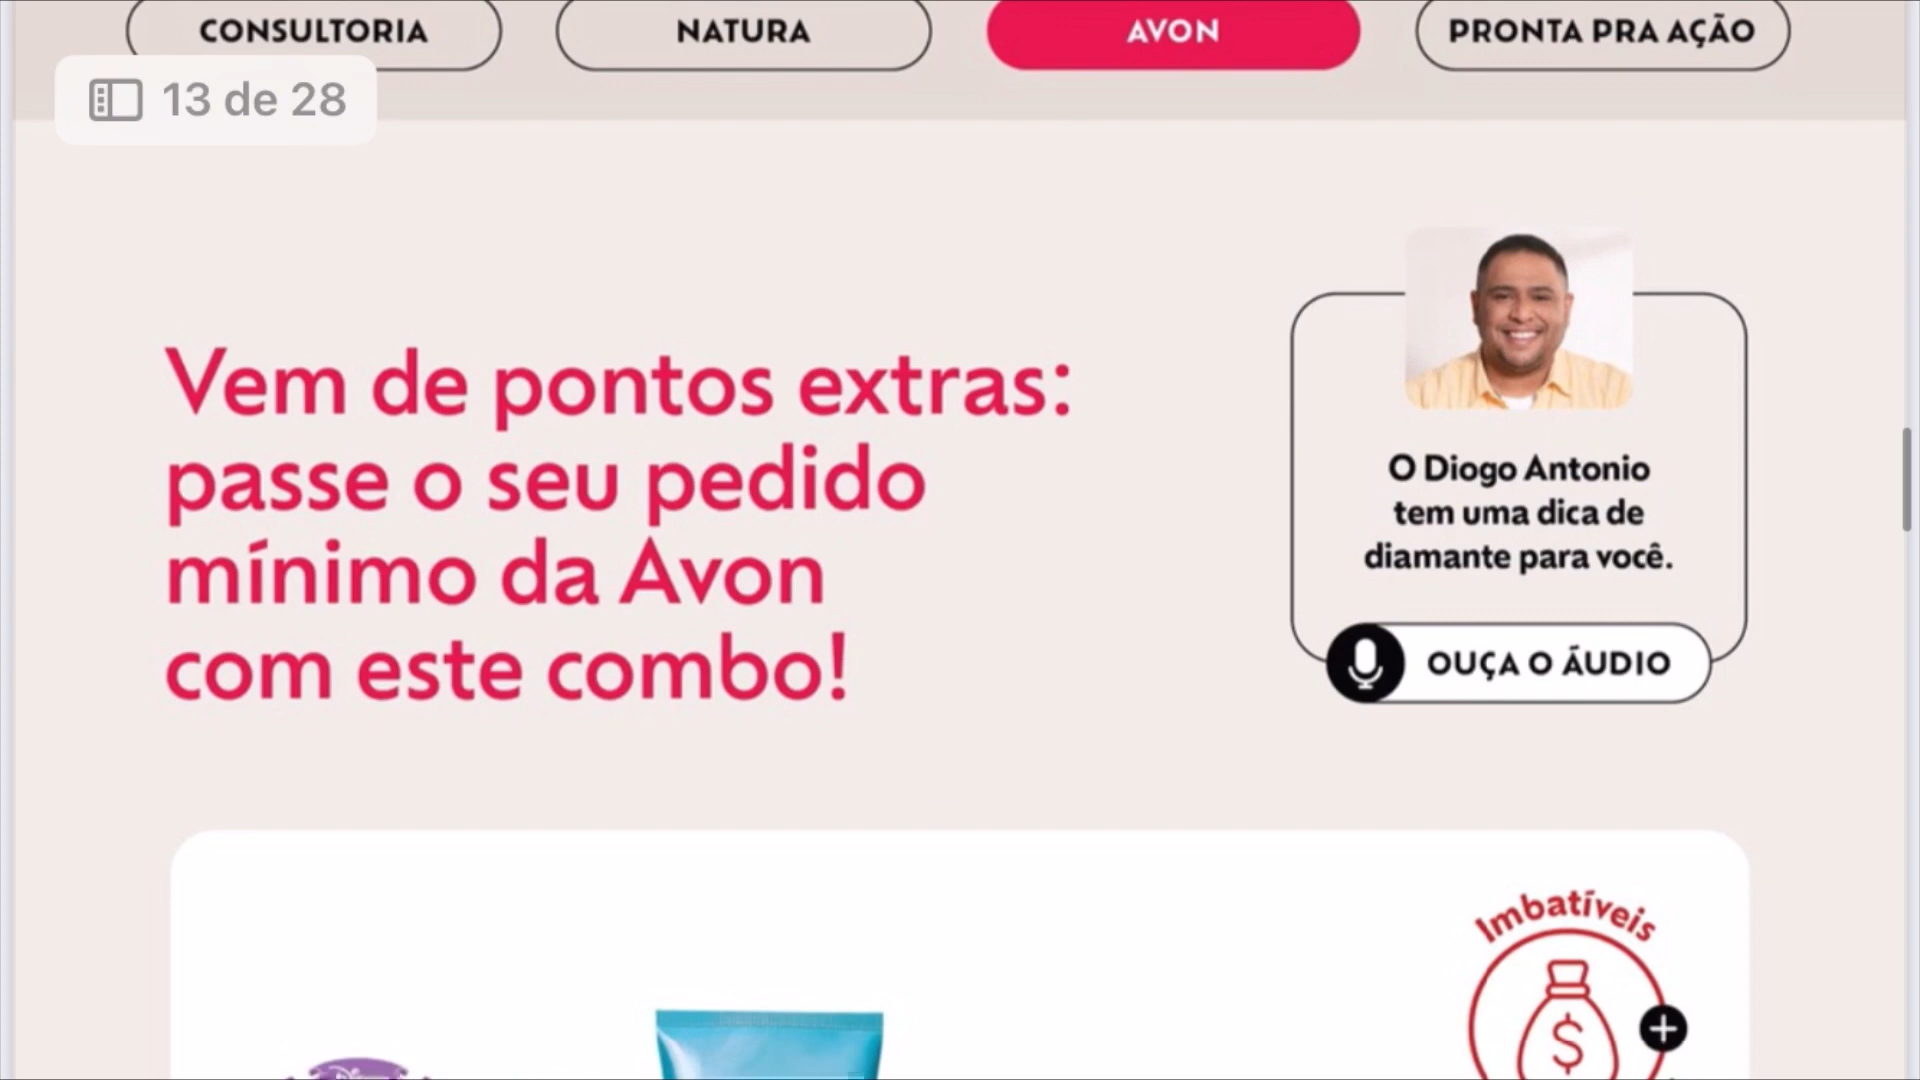 CONSULTORIA
NATURA
AVON
PRONTA PRA AÇÃO
13 de 28
Vem de pontos extras:
passe o seu pedido
mínimo da Avon
com este combo!
O Diogo Antonio
tem uma dica de
diamante para você.
OUÇA O ÁUDIO
Imbatíveis
$